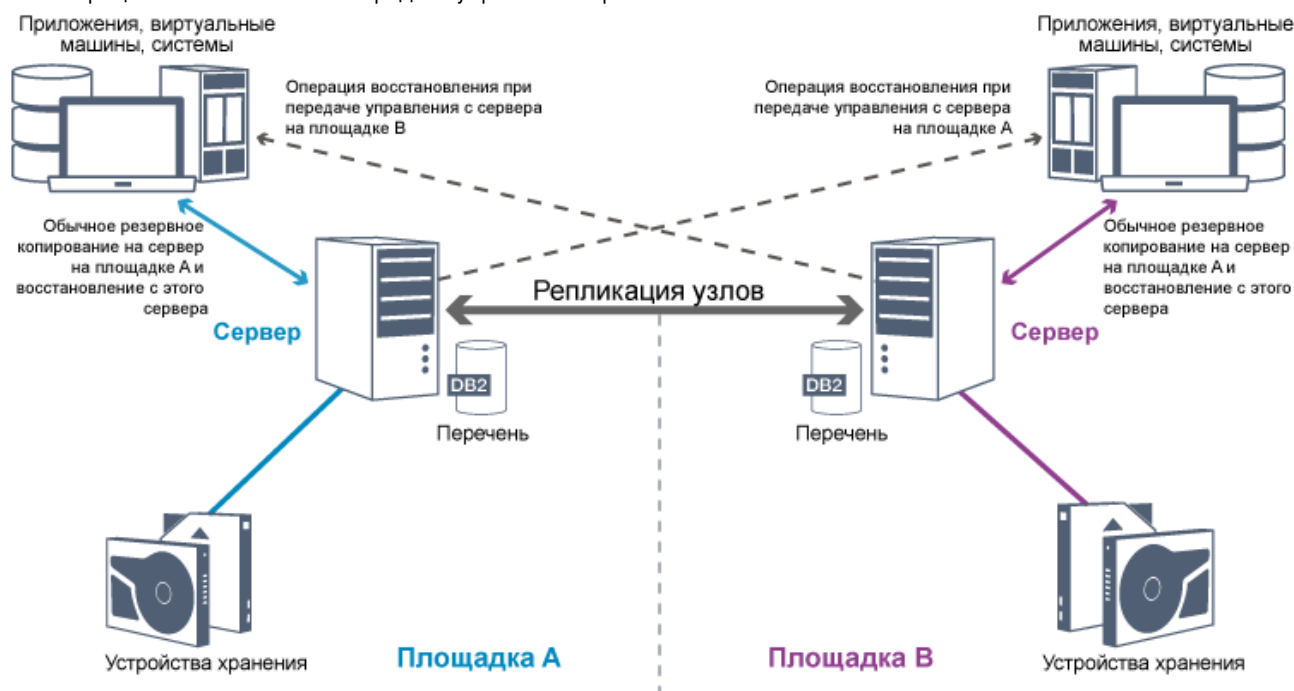 Приложения, виртуальные
машины, системы
Приложения, виртуальные
машины, системы
Операция восстановления при
передаче управления с сервера
на площадке B
Операция восстановления при
передаче управления с сервера
на площадке A
Обычное резервное
копирование на сервер
на площадке A и
восстановление с этого
сервера
Обычное резервное
копирование на сервер
на площадке A и
восстановление с этого
сервера
Репликация узлов
Сервер
Сервер
DB2
DB2
Перечень
Перечень
Устройства хранения
Площадка A
Площадка B
Устройства хранения